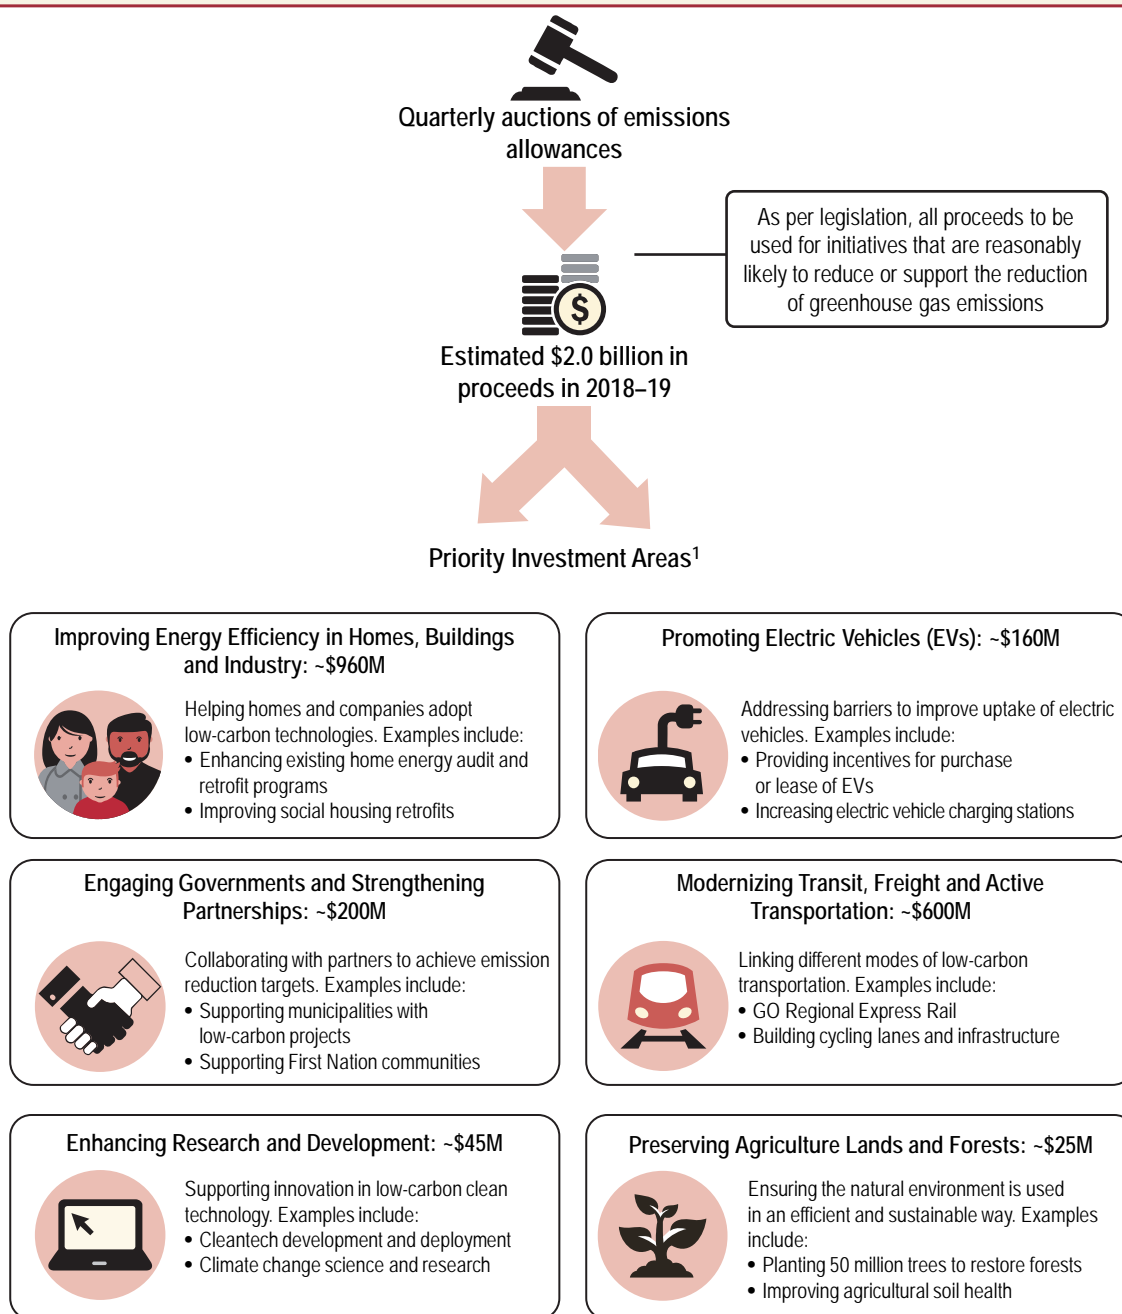 Quarterly auctions of emissions
allowances
As per legislation, all proceeds to be
used for initiatives that are reasonably
likely to reduce or support the reduction
of greenhouse gas emissions
$
Estimated $2.0 billion in
proceeds in 2018–19
Priority Investment Areas1
Improving Energy Efficiency in Homes, Buildings
and Industry: ~$960M
Helping homes and companies adopt
low-carbon technologies. Examples include:
• Enhancing existing home energy audit and
retrofit programs
• Improving social housing retrofits
Promoting Electric Vehicles (EVs): ~$160M
Addressing barriers to improve uptake of electric
vehicles. Examples include:
• Providing incentives for purchase
or lease of EVs
• Increasing electric vehicle charging stations
Engaging Governments and Strengthening
Partnerships: ~$200M
Collaborating with partners to achieve emission
reduction targets. Examples include:
• Supporting municipalities with
low-carbon projects
• Supporting First Nation communities
Modernizing Transit, Freight and Active
Transportation: ~$600M
Linking different modes of low-carbon
transportation. Examples include:
• GO Regional Express Rail
• Building cycling lanes and infrastructure
Enhancing Research and Development: ~$45M
Supporting innovation in low-carbon clean
technology. Examples include:
• Cleantech development and deployment
• Climate change science and research
Preserving Agriculture Lands and Forests: ~$25M
Ensuring the natural environment is used
in an efficient and sustainable way. Examples
include:
• Planting 50 million trees to restore forests
• Improving agricultural soil health